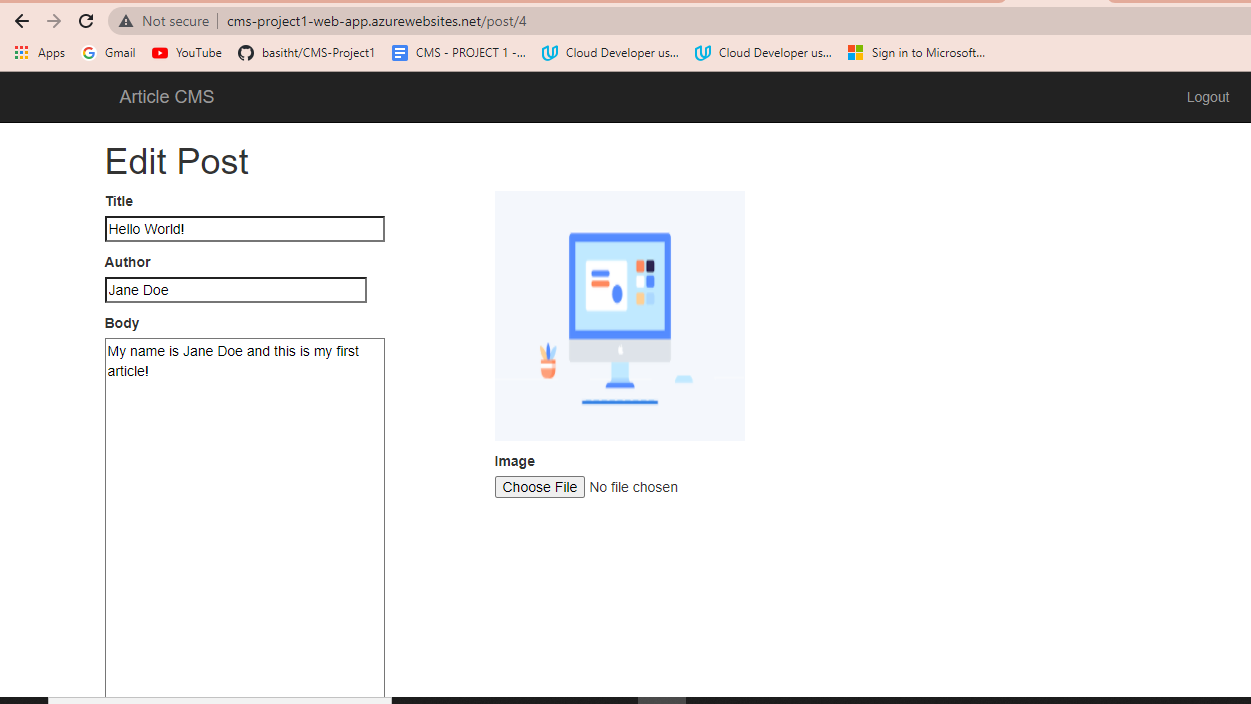 Not secure | cms-project1-web-app.azurewebsites.net/post/4
Apps Gmail YouTube basitht/CMS-Project1 CMS - PROJECT 1 -... Cloud Developer us... Cloud Developer us... Sign in to Microsoft...
Article CMS Logout
Edit Post
Title
Hello World!
Author
Jane Doe
Body
My name is Jane Doe and this is my first
article!
Image
Choose File No file chosen